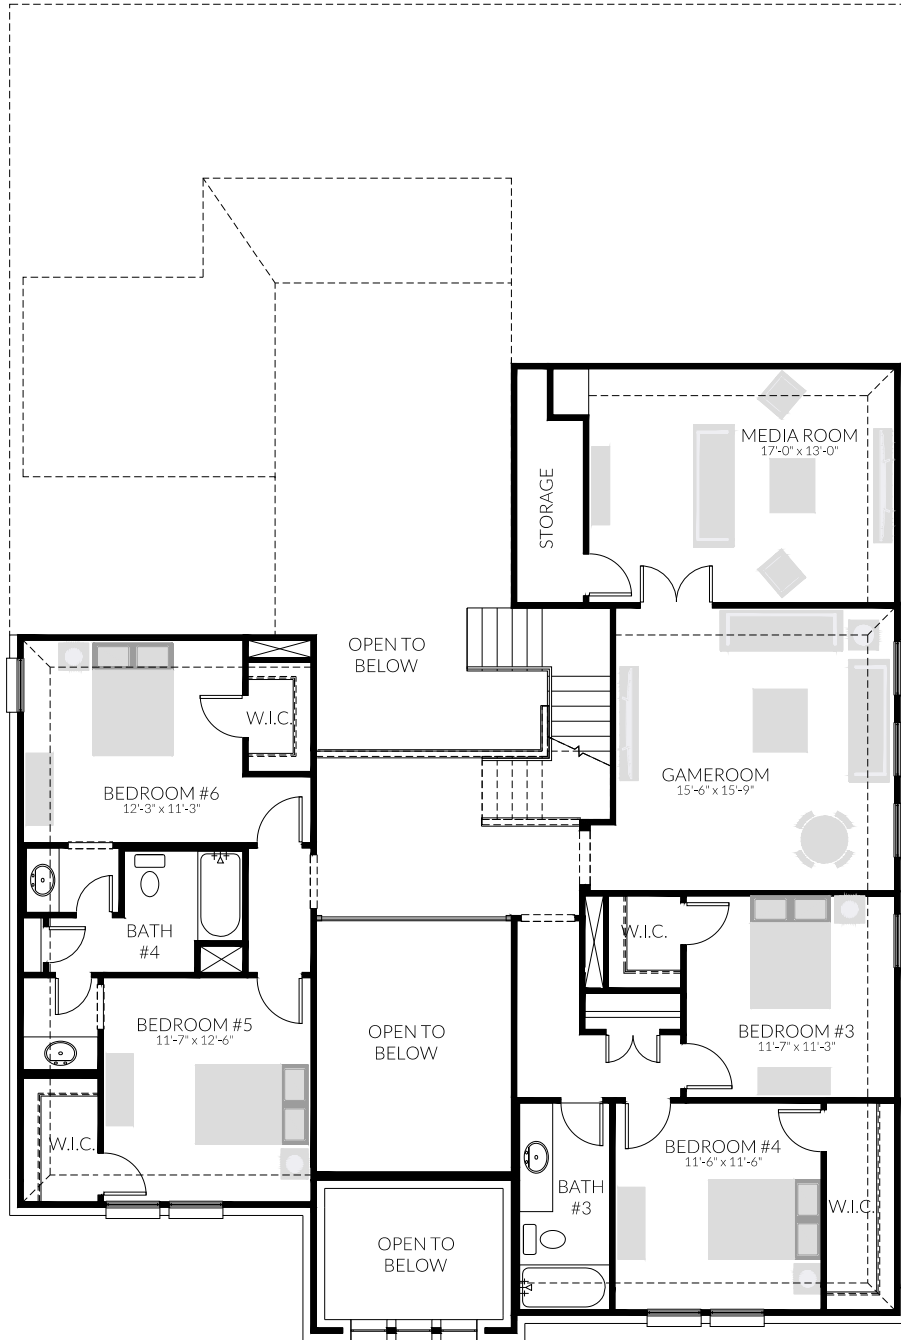 MEDIA ROOM
17'-0" x 13'-0"
STORAGE
OPEN TO
BELOW
W.I.C.
BEDROOM #6
12'-3" x 11'-3"
GAMEROOM
15'-6" x 15'-9"
BATH
#4
W.I.C.
BEDROOM #5
11'-7" x 12'-6"
OPEN TO
BELOW
BEDROOM #3
11'-7" x 11'-3"
W.I.C.
BEDROOM #4
11'-6" x 11'-6"
BATH
#3
W.I.C.
OPEN TO
BELOW